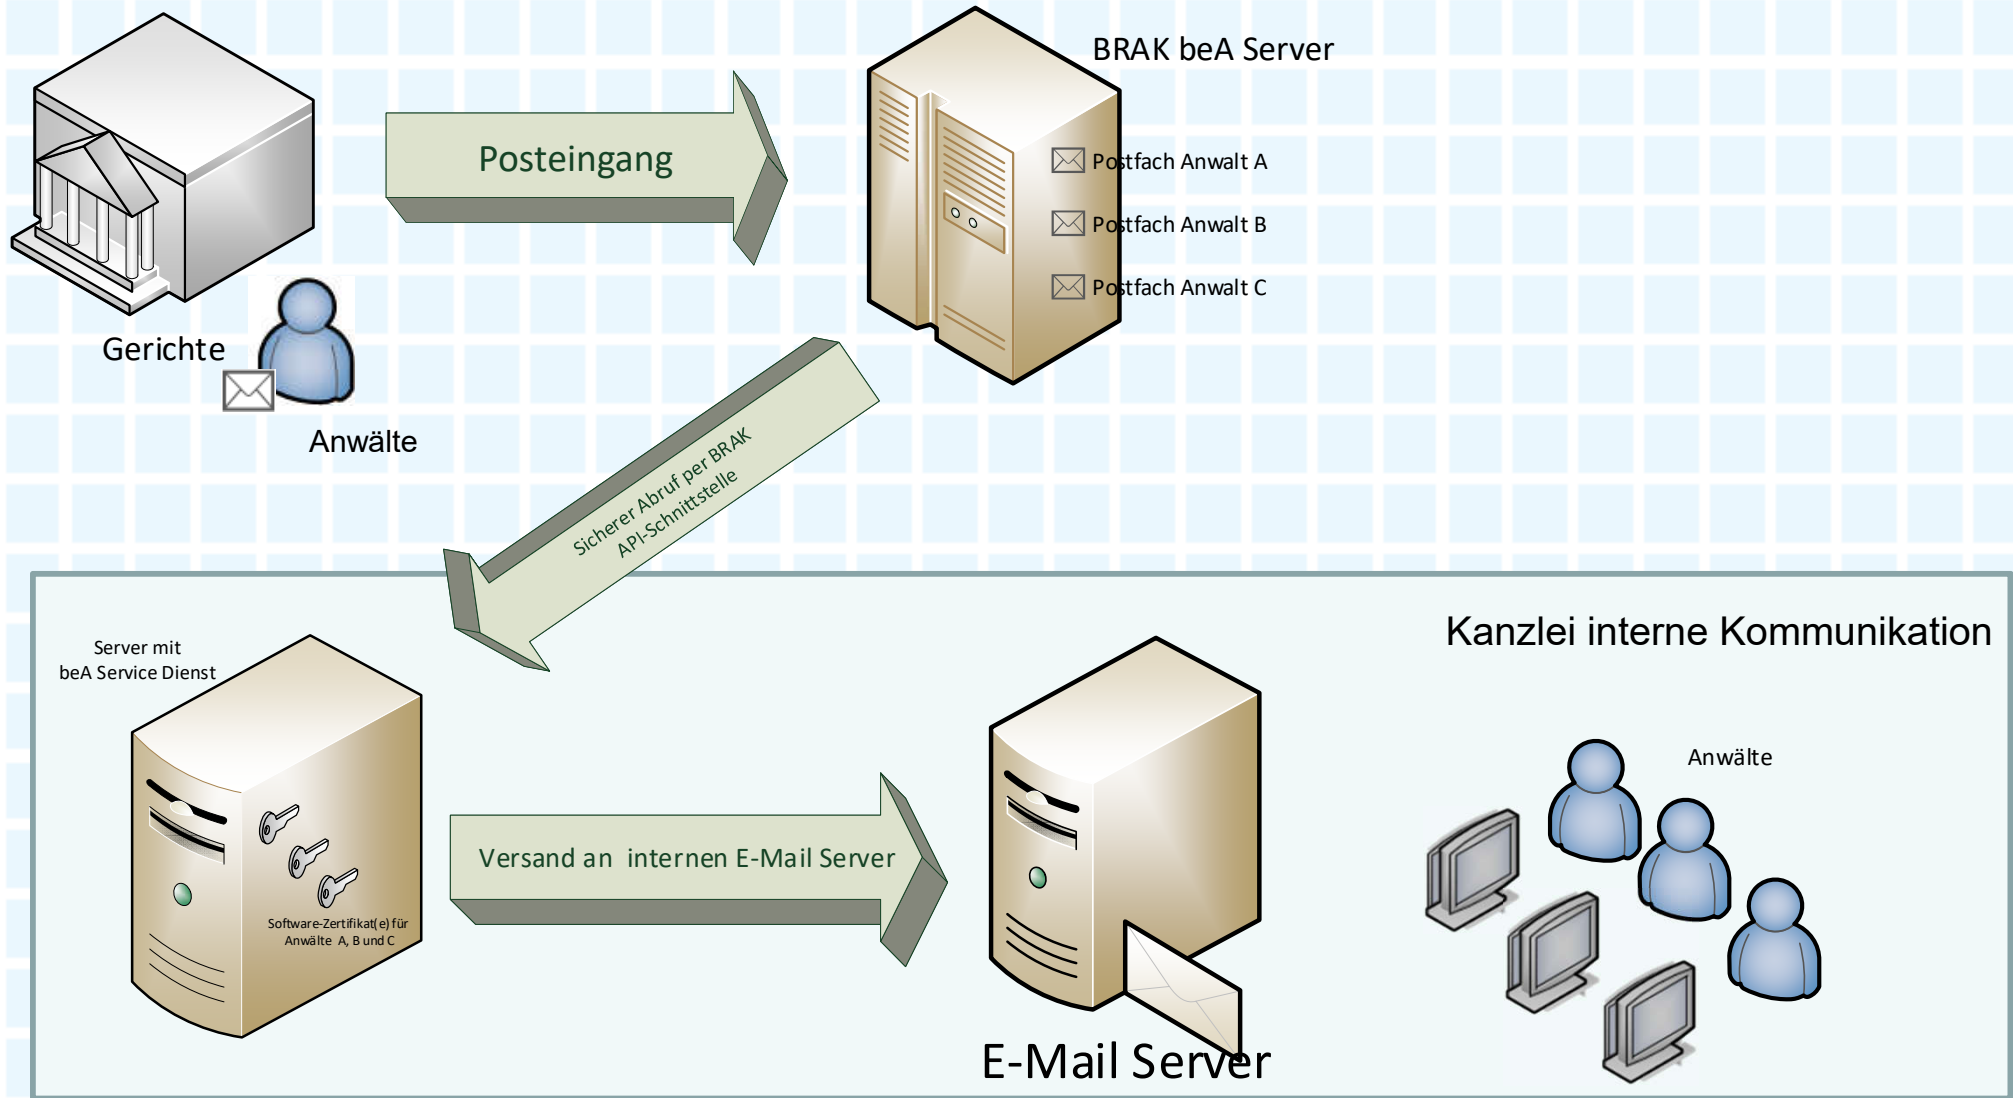 BRAK beA Server
Posteingang
Postfach Anwalt A
Postfach Anwalt B
Postfach Anwalt C
Gerichte
Anwälte
Sicherer Abruf per BRAK
API-Schnittstelle
Kanzlei interne Kommunikation
Server mit
beA Service Dienst
Anwälte
Versand an internen E-Mail Server
Software-Zertifikat(e) für
Anwälte A, B und C
E-Mail Server